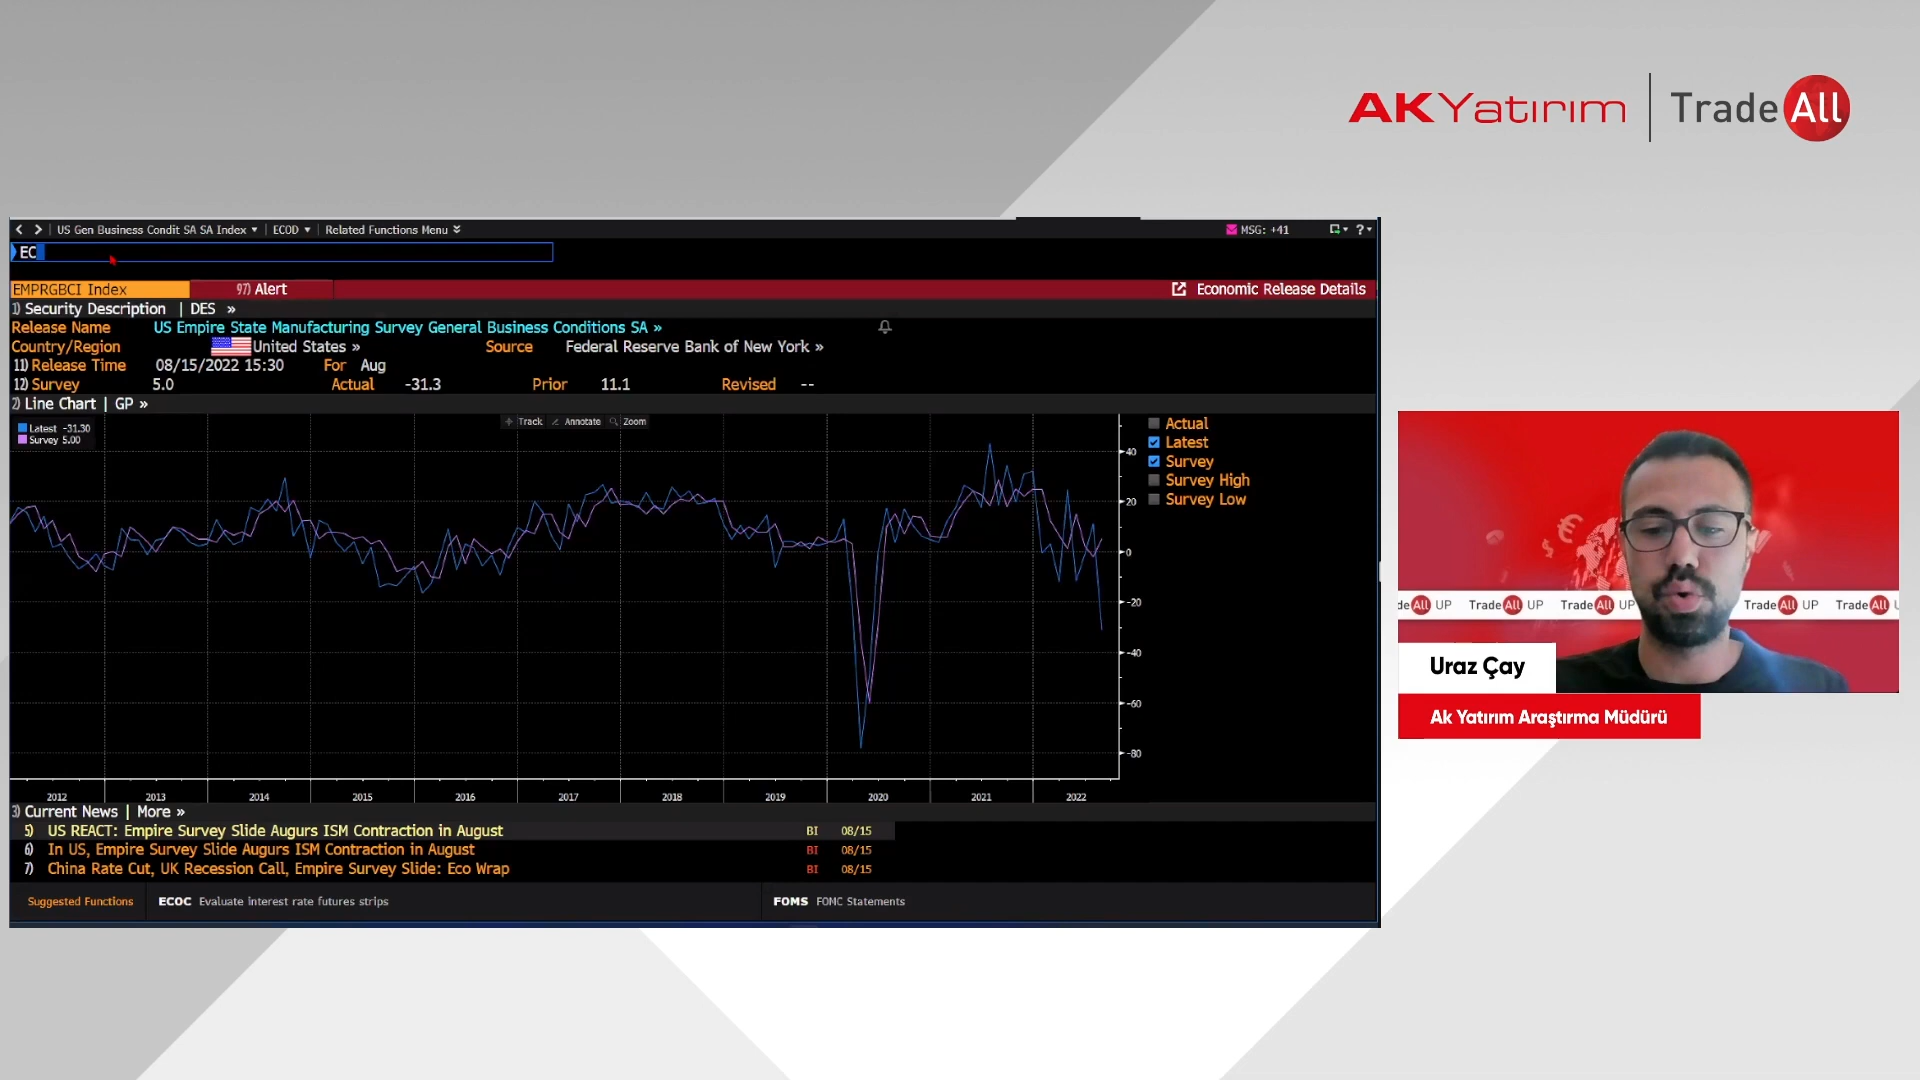 AKYatırım | TradeAll
US Gen Business Condit SA SA Index ECOD Related Functions Menu MSG: +41 ?
EC
EMPRGBCI Index 97) Alert Economic Release Details
1) Security Description | DES »
Release Name US Empire State Manufacturing Survey General Business Conditions SA »
Country/Region United States » Source Federal Reserve Bank of New York »
11) Release Time 08/15/2022 15:30 For Aug
12) Survey 5.0 Actual -31.3 Prior 11.1 Revised --
2) Line Chart | GP »
Track Annotate Zoom
Latest -31.30
Survey 5.00
Actual
Latest
Survey
Survey High
Survey Low
40
20
0
-20
-40
-60
-80
2012 2013 2014 2015 2016 2017 2018 2019 2020 2021 2022
3) Current News | More »
5) US REACT: Empire Survey Slide Augurs ISM Contraction in August BI 08/15
6) In US, Empire Survey Slide Augurs ISM Contraction in August BI 08/15
7) China Rate Cut, UK Recession Call, Empire Survey Slide: Eco Wrap BI 08/15
Suggested Functions ECOC Evaluate interest rate futures strips FOMS FOMC Statements
deAll UP TradeAll UP TradeAll UP TradeAll UP TradeAll U
Uraz Çay
Ak Yatırım Araştırma Müdürü